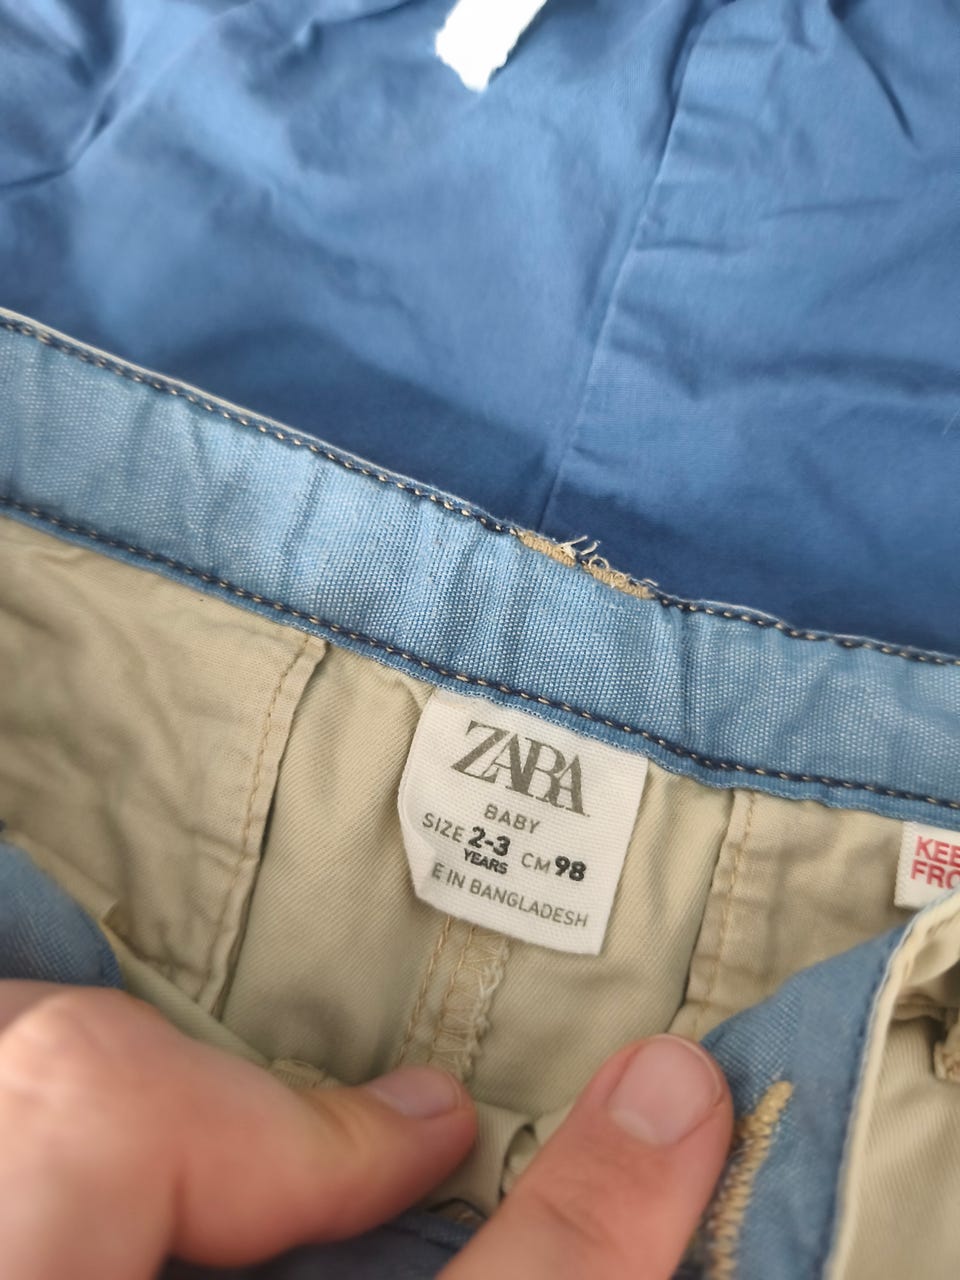 ZARA
BABY
SIZE 2-3 CM 98
YEARS
E IN BANGLADESH
KEE
FRO